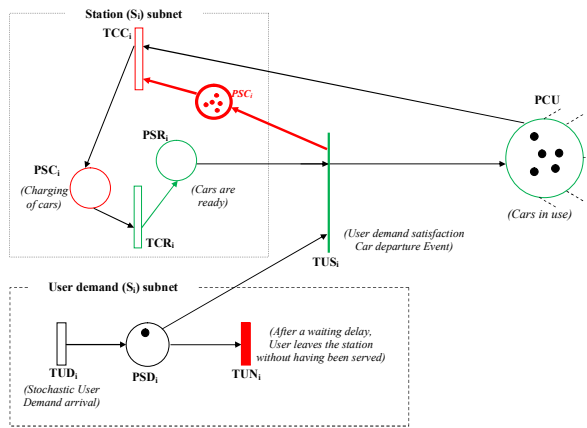 Station (Sᵢ) subnet
TCCᵢ
PSCᵢ
PCU
PSRᵢ
PSCᵢ
(Charging
of cars)
(Cars are
ready)
(Cars in use)
TCRᵢ
(User demand satisfaction
Car departure Event)
TUSᵢ
User demand (Sᵢ) subnet
(After a waiting delay,
User leaves the station
without having been served)
TUDᵢ
PSDᵢ
TUNᵢ
(Stochastic User
Demand arrival)